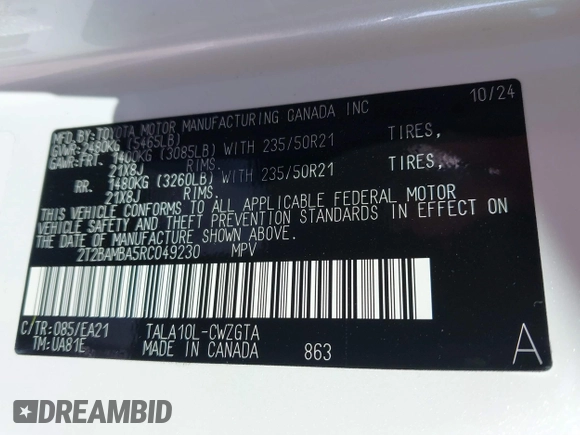 MFD.BY:TOYOTA MOTOR MANUFACTURING CANADA INC 10/24
GVWR:2480KG (5465LB)
GAWR:FRT. 1400KG (3085LB) WITH 235/50R21 TIRES,
21X8J RIMS.
RR. 1480KG (3260LB) WITH 235/50R21 TIRES,
21X8J RIMS.
THIS VEHICLE CONFORMS TO ALL APPLICABLE FEDERAL MOTOR
VEHICLE SAFETY AND THEFT PREVENTION STANDARDS IN EFFECT ON
THE DATE OF MANUFACTURE SHOWN ABOVE.
2T2BAMBA5RC049230 MPV
C/TR:085/EA21 TALA10L-CWZGTA
TM:UA81E MADE IN CANADA 863 A
DREAMBID